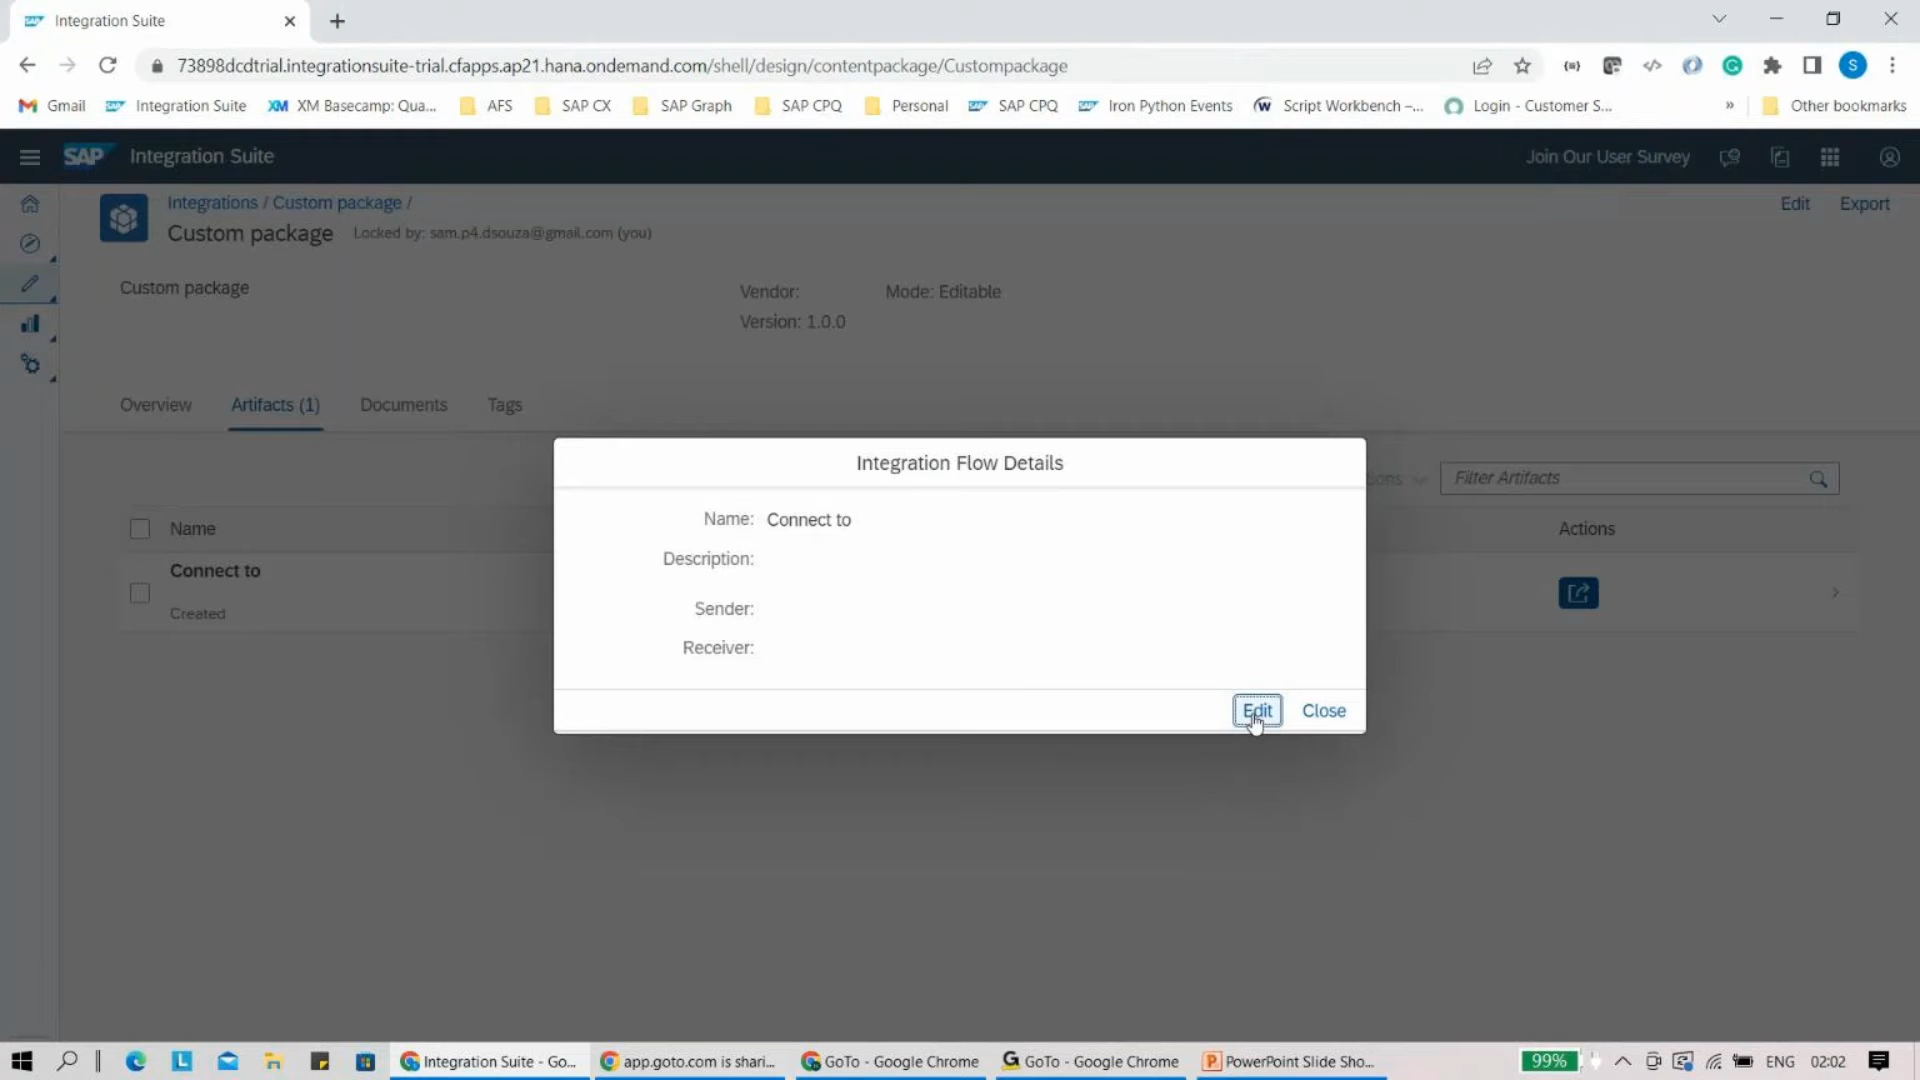 Integration Suite
73898dcdtrial.integrationsuite-trial.cfapps.ap21.hana.ondemand.com/shell/design/contentpackage/Custompackage
S
Gmail Integration Suite XM XM Basecamp: Qua... AFS SAP CX SAP Graph SAP CPQ Personal SAP CPQ Iron Python Events Script Workbench –... Login - Customer S... » Other bookmarks
SAP Integration Suite Join Our User Survey
Integrations / Custom package / Edit Export
Custom package Locked by: sam.p4.dsouza@gmail.com (you)
Custom package
Vendor: Mode: Editable
Version: 1.0.0
Overview Artifacts (1) Documents Tags
Integration Flow Details
Filter Artifacts
Name: Connect to
Name Actions
Description:
Connect to
Created
Sender:
Receiver:
Edit Close
Integration Suite - Go... app.goto.com is shari... GoTo - Google Chrome GoTo - Google Chrome PowerPoint Slide Sho... 99% ENG 02:02